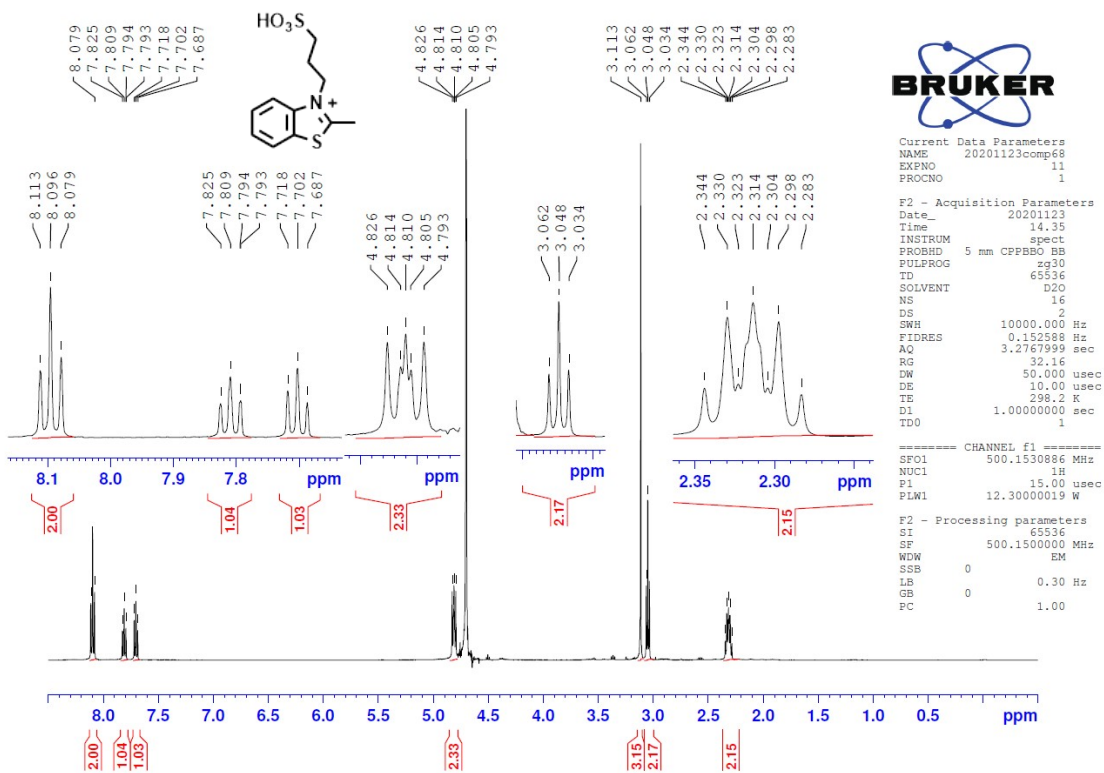 8.079
7.825
7.809
7.794
7.793
7.718
7.702
7.687
4.826
4.814
4.810
4.805
4.793
3.113
3.062
3.048
3.034
2.344
2.330
2.323
2.314
2.304
2.298
2.283
HO3S
N+
S
BRUKER
8.113
8.096
8.079
7.825
7.809
7.794
7.793
7.718
7.702
7.687
4.826
4.814
4.810
4.805
4.793
3.062
3.048
3.034
2.344
2.330
2.323
2.314
2.304
2.298
2.283
8.1 8.0 7.9 7.8 ppm
ppm
ppm
2.35 2.30 ppm
2.00 1.04 1.03 2.33 2.17 2.15
Current Data Parameters
NAME 20201123comp68
EXPNO 11
PROCNO 1
F2 - Acquisition Parameters
Date_ 20201123
Time 14.35
INSTRUM spect
PROBHD 5 mm CPPBBO BB
PULPROG zg30
TD 65536
SOLVENT D2O
NS 16
DS 2
SWH 10000.000 Hz
FIDRES 0.152588 Hz
AQ 3.2767999 sec
RG 32.16
DW 50.000 usec
DE 10.00 usec
TE 298.2 K
D1 1.00000000 sec
TD0 1
======== CHANNEL f1 ========
SFO1 500.1530886 MHz
NUC1 1H
P1 15.00 usec
PLW1 12.30000019 W
F2 - Processing parameters
SI 65536
SF 500.1500000 MHz
WDW EM
SSB 0
LB 0.30 Hz
GB 0
PC 1.00
8.0 7.5 7.0 6.5 6.0 5.5 5.0 4.5 4.0 3.5 3.0 2.5 2.0 1.5 1.0 ppm
2.00 1.04 1.03 2.33 3.15 2.17 2.15